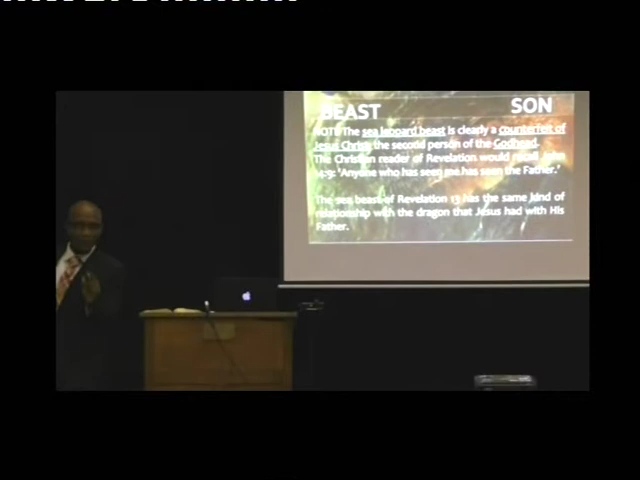 BEAST SON
NOTE The sea leopard beast is clearly a counterfeit of
Jesus Christ the second person of the Godhead.
The Christian reader of Revelation would recall John
14:9: 'Anyone who has seen me has seen the Father.'
The sea beast of Revelation 13 has the same kind of
relationship with the dragon that Jesus had with His
Father.